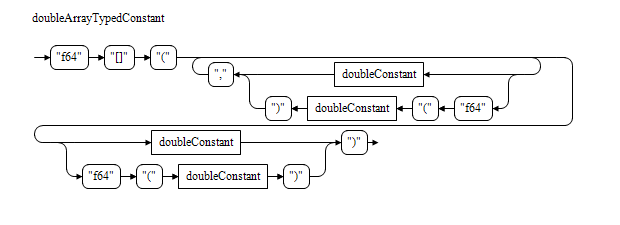 doubleArrayTypedConstant
"f64" "[]" "("
"," doubleConstant
")" doubleConstant "(" "f64"
doubleConstant ")"
"f64" "(" doubleConstant ")"